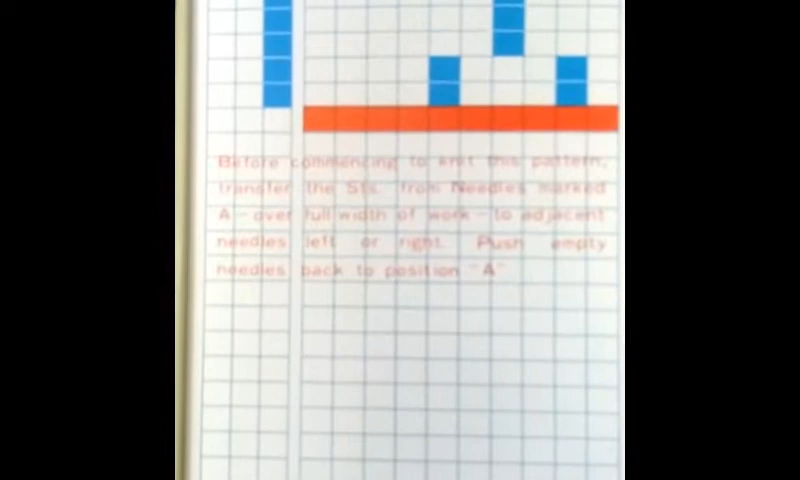 Before commencing to knit this pattern,
transfer the Sts. from Needles marked
A - over full width of work - to adjacent
needles left or right. Push empty
needles back to position "A"